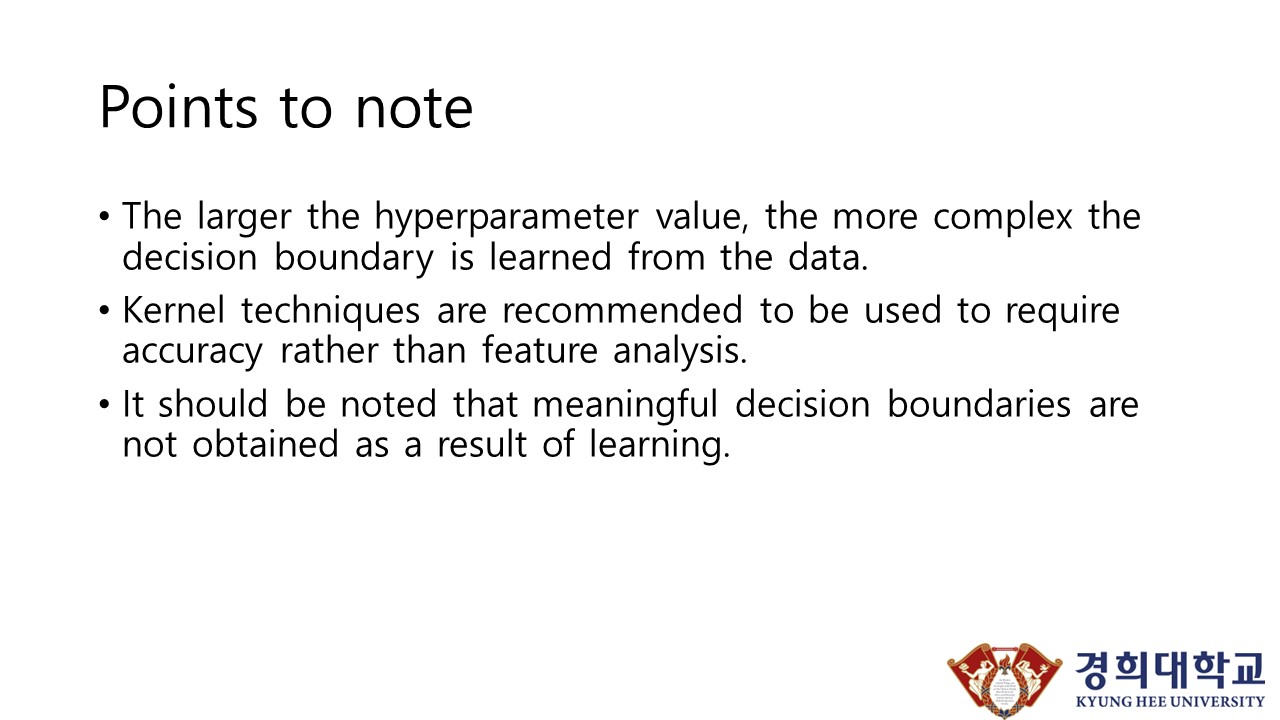 Points to note
• The larger the hyperparameter value, the more complex the
decision boundary is learned from the data.
• Kernel techniques are recommended to be used to require
accuracy rather than feature analysis.
• It should be noted that meaningful decision boundaries are
not obtained as a result of learning.
경희대학교
KYUNG HEE UNIVERSITY